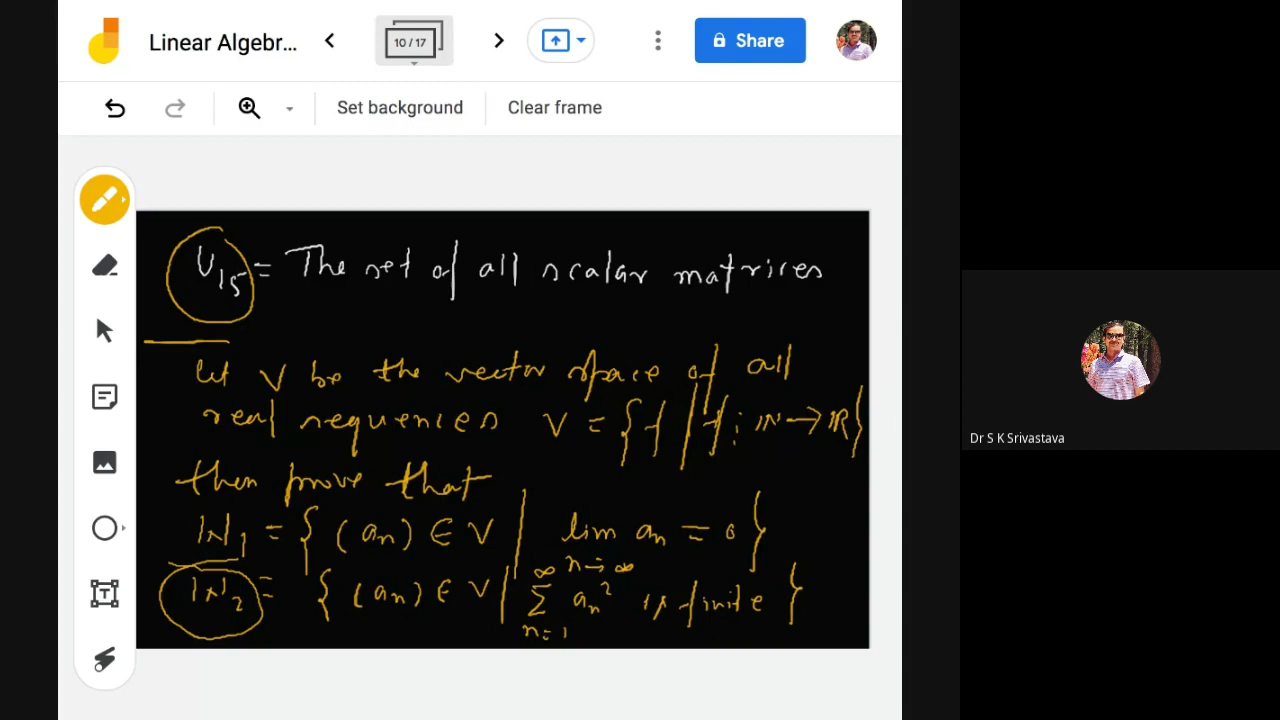 Linear Algebr...
10 / 17
Share
Set background
Clear frame
V15 = The set of all scalar matrices
Let V be the vector space of all
real sequences V = {f | f : IN → IR}
then prove that
W1 = { (an) ∈ V | lim n→∞ an = 0 }
W2 = { (an) ∈ V | ∞ Σ n=1 an² is finite }
Dr S K Srivastava